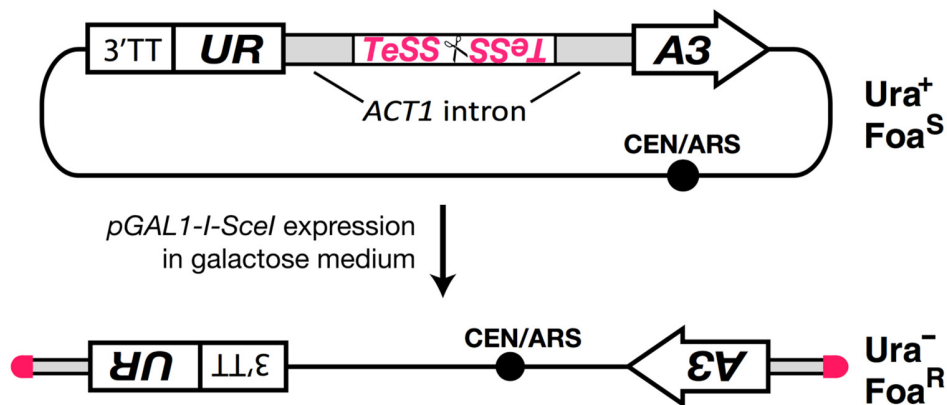 3'TT UR TeSS TeSS A3
ACT1 intron
Ura+
FoaS
CEN/ARS
pGAL1-I-SceI expression
in galactose medium
CEN/ARS
UR 3'TT A3
Ura−
FoaR